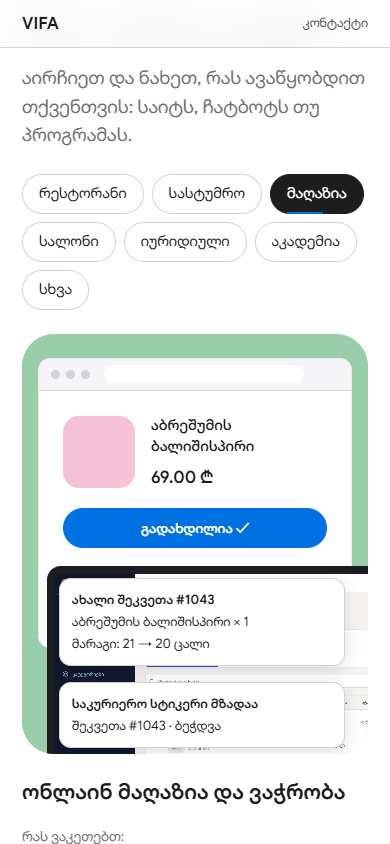 VIFA
კონტაქტი
აირჩიეთ და ნახეთ, რას ავაწყობდით
თქვენთვის: საიტს, ჩატბოტს თუ
პროგრამას.
რესტორანი
სასტუმრო
მაღაზია
სალონი
იურიდიული
აკადემია
სხვა
აბრეშუმის
ბალიშისპირი
69.00 ₾
გადახდილია ✓
ახალი შეკვეთა #1043
აბრეშუმის ბალიშისპირი × 1
მარაგი: 21 → 20 ცალი
საკურიერო სტიკერი მზადაა
შეკვეთა #1043 · ბეჭდვა
ონლაინ მაღაზია და ვაჭრობა
რას ვაკეთებთ: